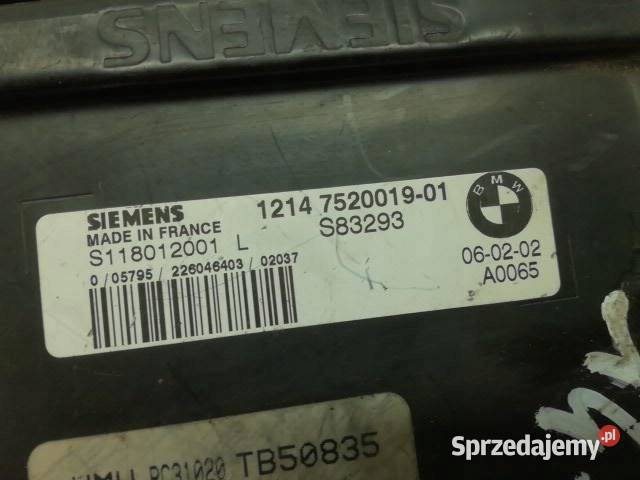 SIEMENS
SIEMENS 1214 7520019-01
MADE IN FRANCE S83293
S118012001 L
0 / 05795 / 226046403 / 02037
BMW
06-02-02
A0065
RC31020 TB50835
Sprzedajemy.pl